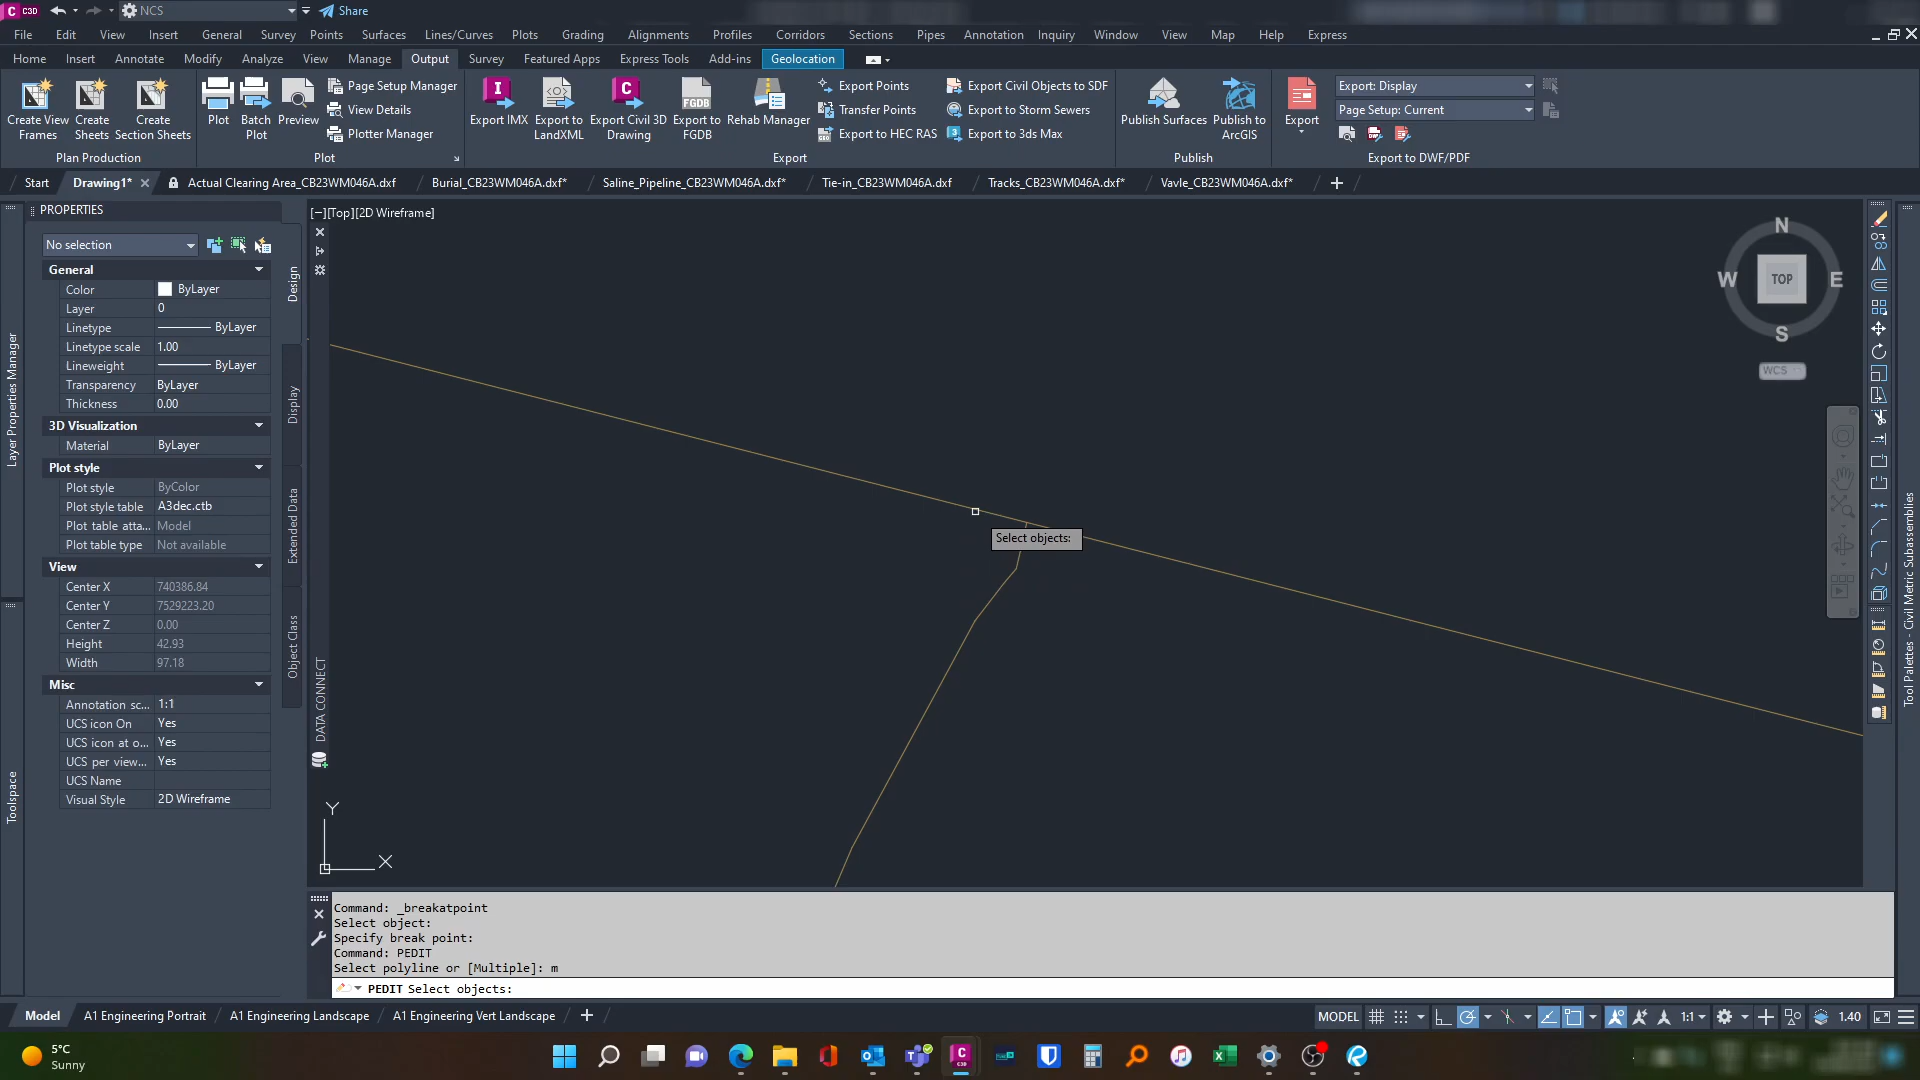 C C3D NCS Share
File Edit View Insert General Survey Points Surfaces Lines/Curves Plots Grading Alignments Profiles Corridors Sections Pipes Annotation Inquiry Window View Map Help Express
Home Insert Annotate Modify Analyze View Manage Output Survey Featured Apps Express Tools Add-ins Geolocation
Create View Frames
Create Sheets
Create Section Sheets
Plan Production
Plot
Batch Plot
Preview
Page Setup Manager
View Details
Plotter Manager
Plot
Export IMX
Export to LandXML
Export Civil 3D Drawing
Export to FGDB
Rehab Manager
Export Points
Transfer Points
Export to HEC RAS
Export Civil Objects to SDF
Export to Storm Sewers
Export to 3ds Max
Export
Publish Surfaces
Publish to ArcGIS
Publish
Export
Export: Display
Page Setup: Current
Export to DWF/PDF
Start Drawing1* Actual Clearing Area_CB23WM046A.dxf Burial_CB23WM046A.dxf* Saline_Pipeline_CB23WM046A.dxf* Tie-in_CB23WM046A.dxf Tracks_CB23WM046A.dxf* Vavle_CB23WM046A.dxf*
PROPERTIES
No selection
General
Color ByLayer
Layer 0
Linetype ByLayer
Linetype scale 1.00
Lineweight ByLayer
Transparency ByLayer
Thickness 0.00
3D Visualization
Material ByLayer
Plot style
Plot style ByColor
Plot style table A3dec.ctb
Plot table atta... Model
Plot table type Not available
View
Center X 740386.84
Center Y 7529223.20
Center Z 0.00
Height 42.93
Width 97.18
Misc
Annotation sc... 1:1
UCS icon On Yes
UCS icon at o... Yes
UCS per view... Yes
UCS Name
Visual Style 2D Wireframe
Layer Properties Manager
Toolspace
Design
Display
Extended Data
Object Class
DATA CONNECT
[−][Top][2D Wireframe]
N
W TOP E
S
WCS
Select objects:
Y
X
Tool Palettes - Civil Metric Subassemblies
Command: _breakatpoint
Select object:
Specify break point:
Command: PEDIT
Select polyline or [Multiple]: m
PEDIT Select objects:
Model A1 Engineering Portrait A1 Engineering Landscape A1 Engineering Vert Landscape
MODEL 1:1 1.40
5°C
Sunny